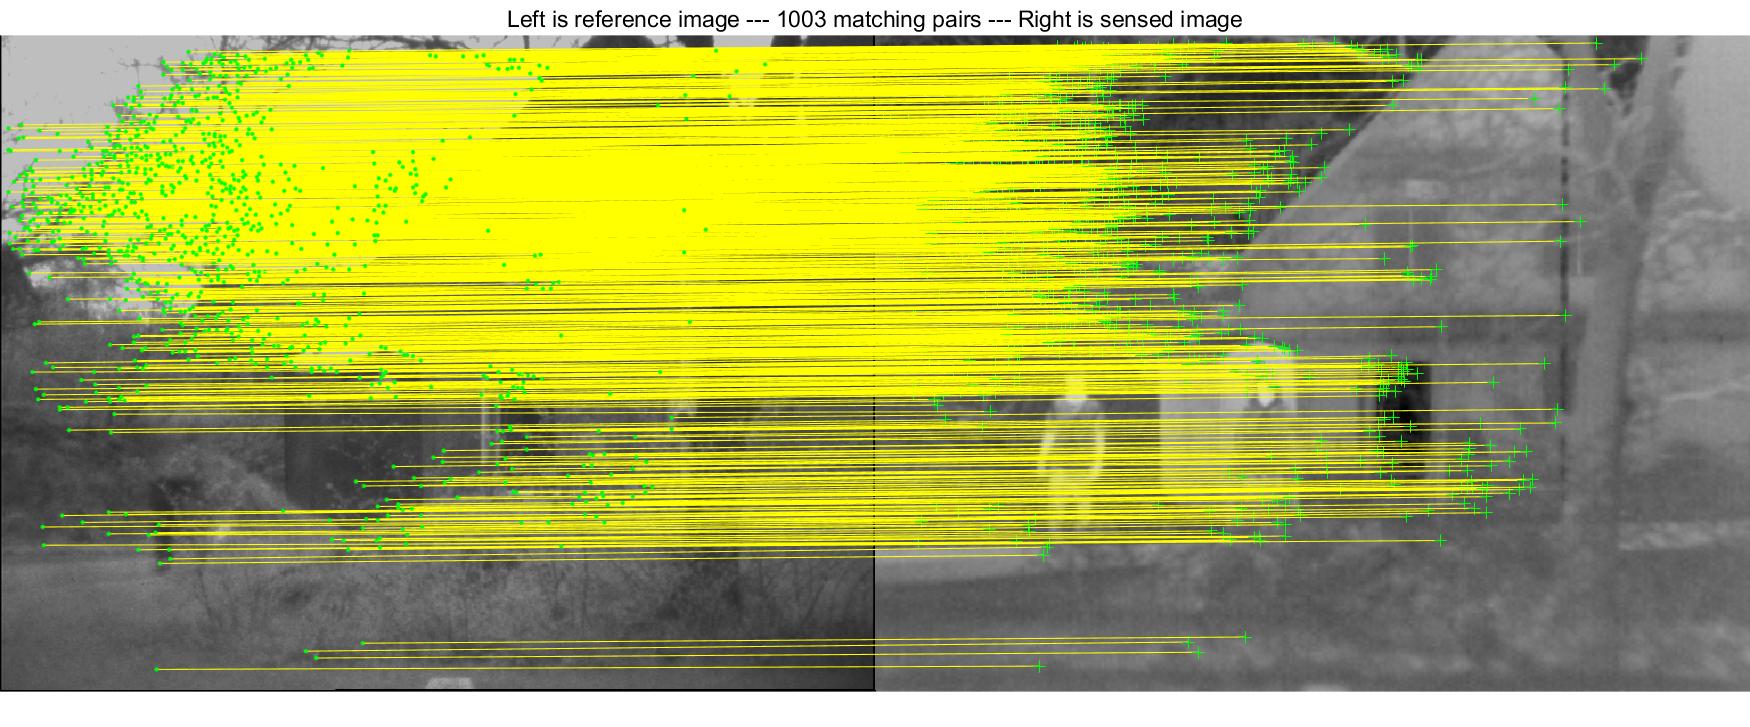 Left is reference image --- 1003 matching pairs --- Right is sensed image